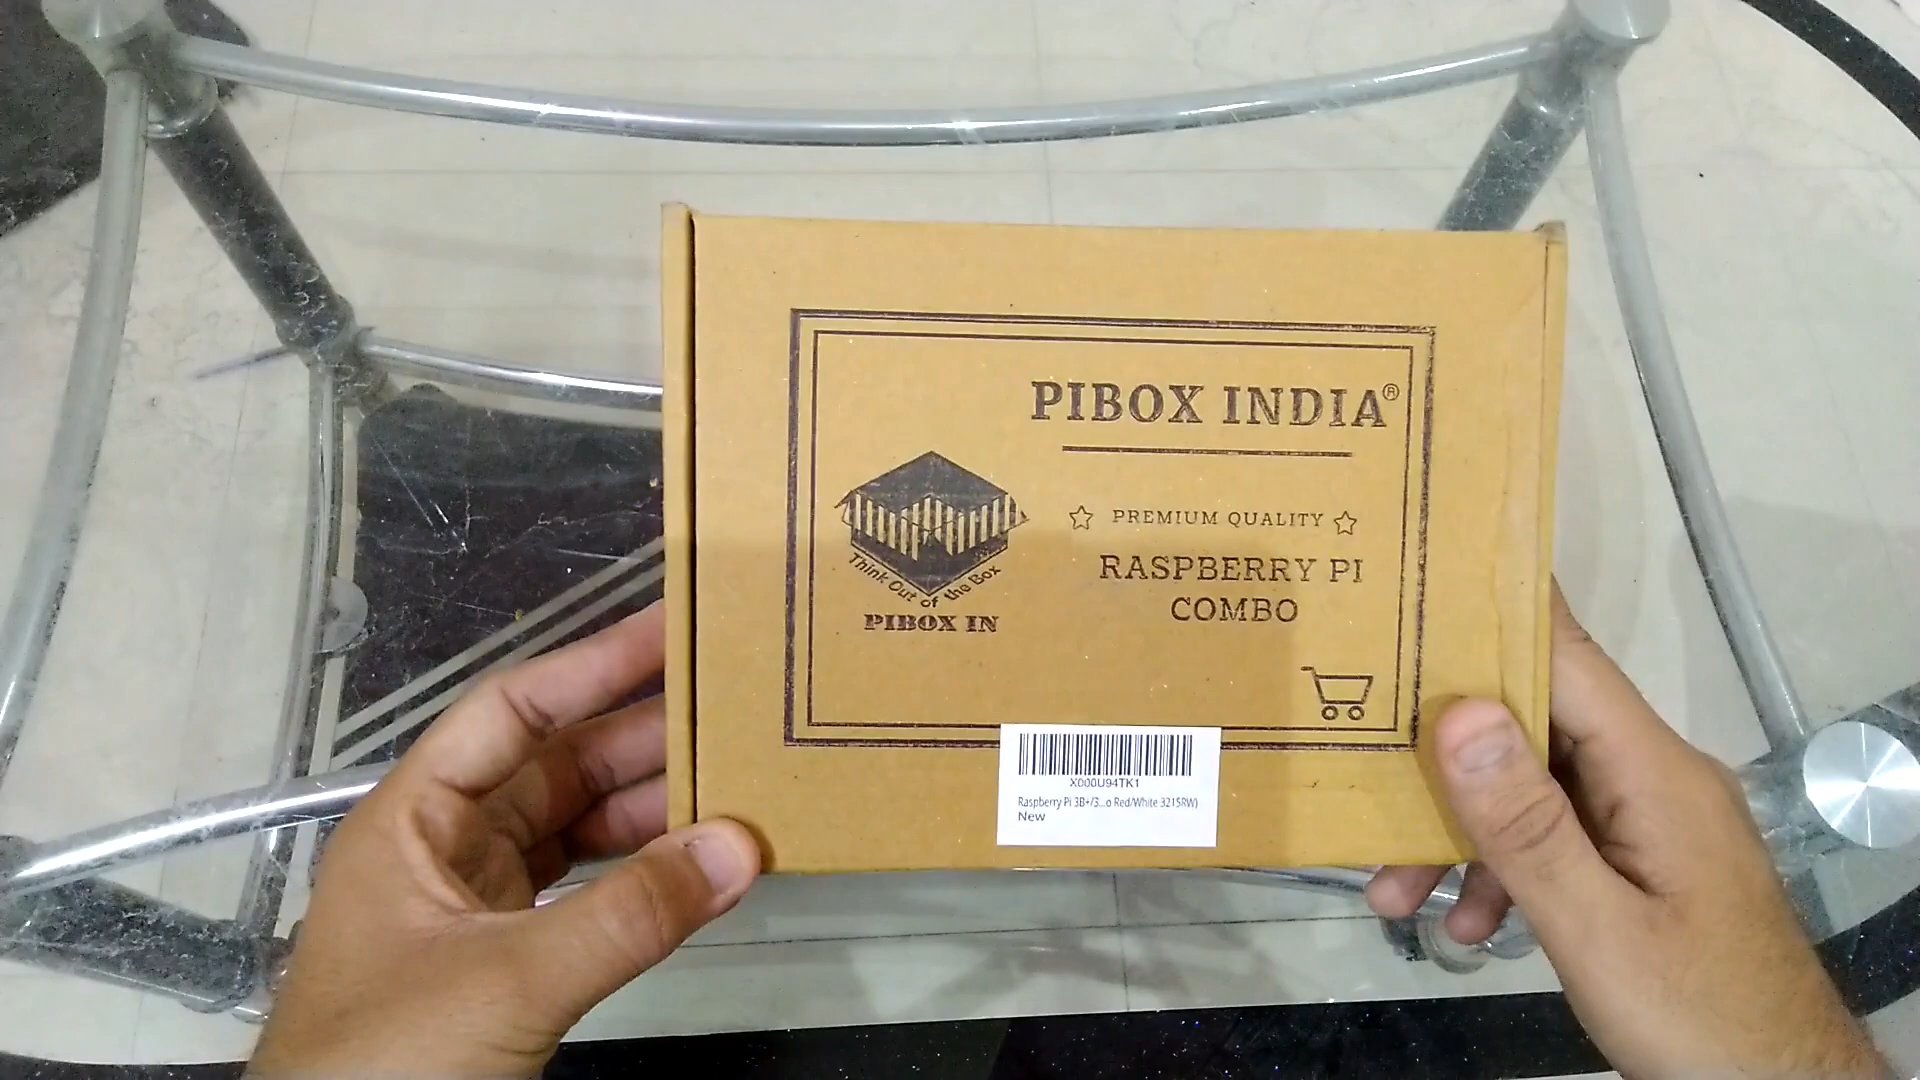 PIBOX INDIA®
PREMIUM QUALITY
RASPBERRY PI
COMBO
Think Out of the Box
PIBOX IN
X000U94TK1
Raspberry Pi 3B+/3...o Red/White 3215RW)
New